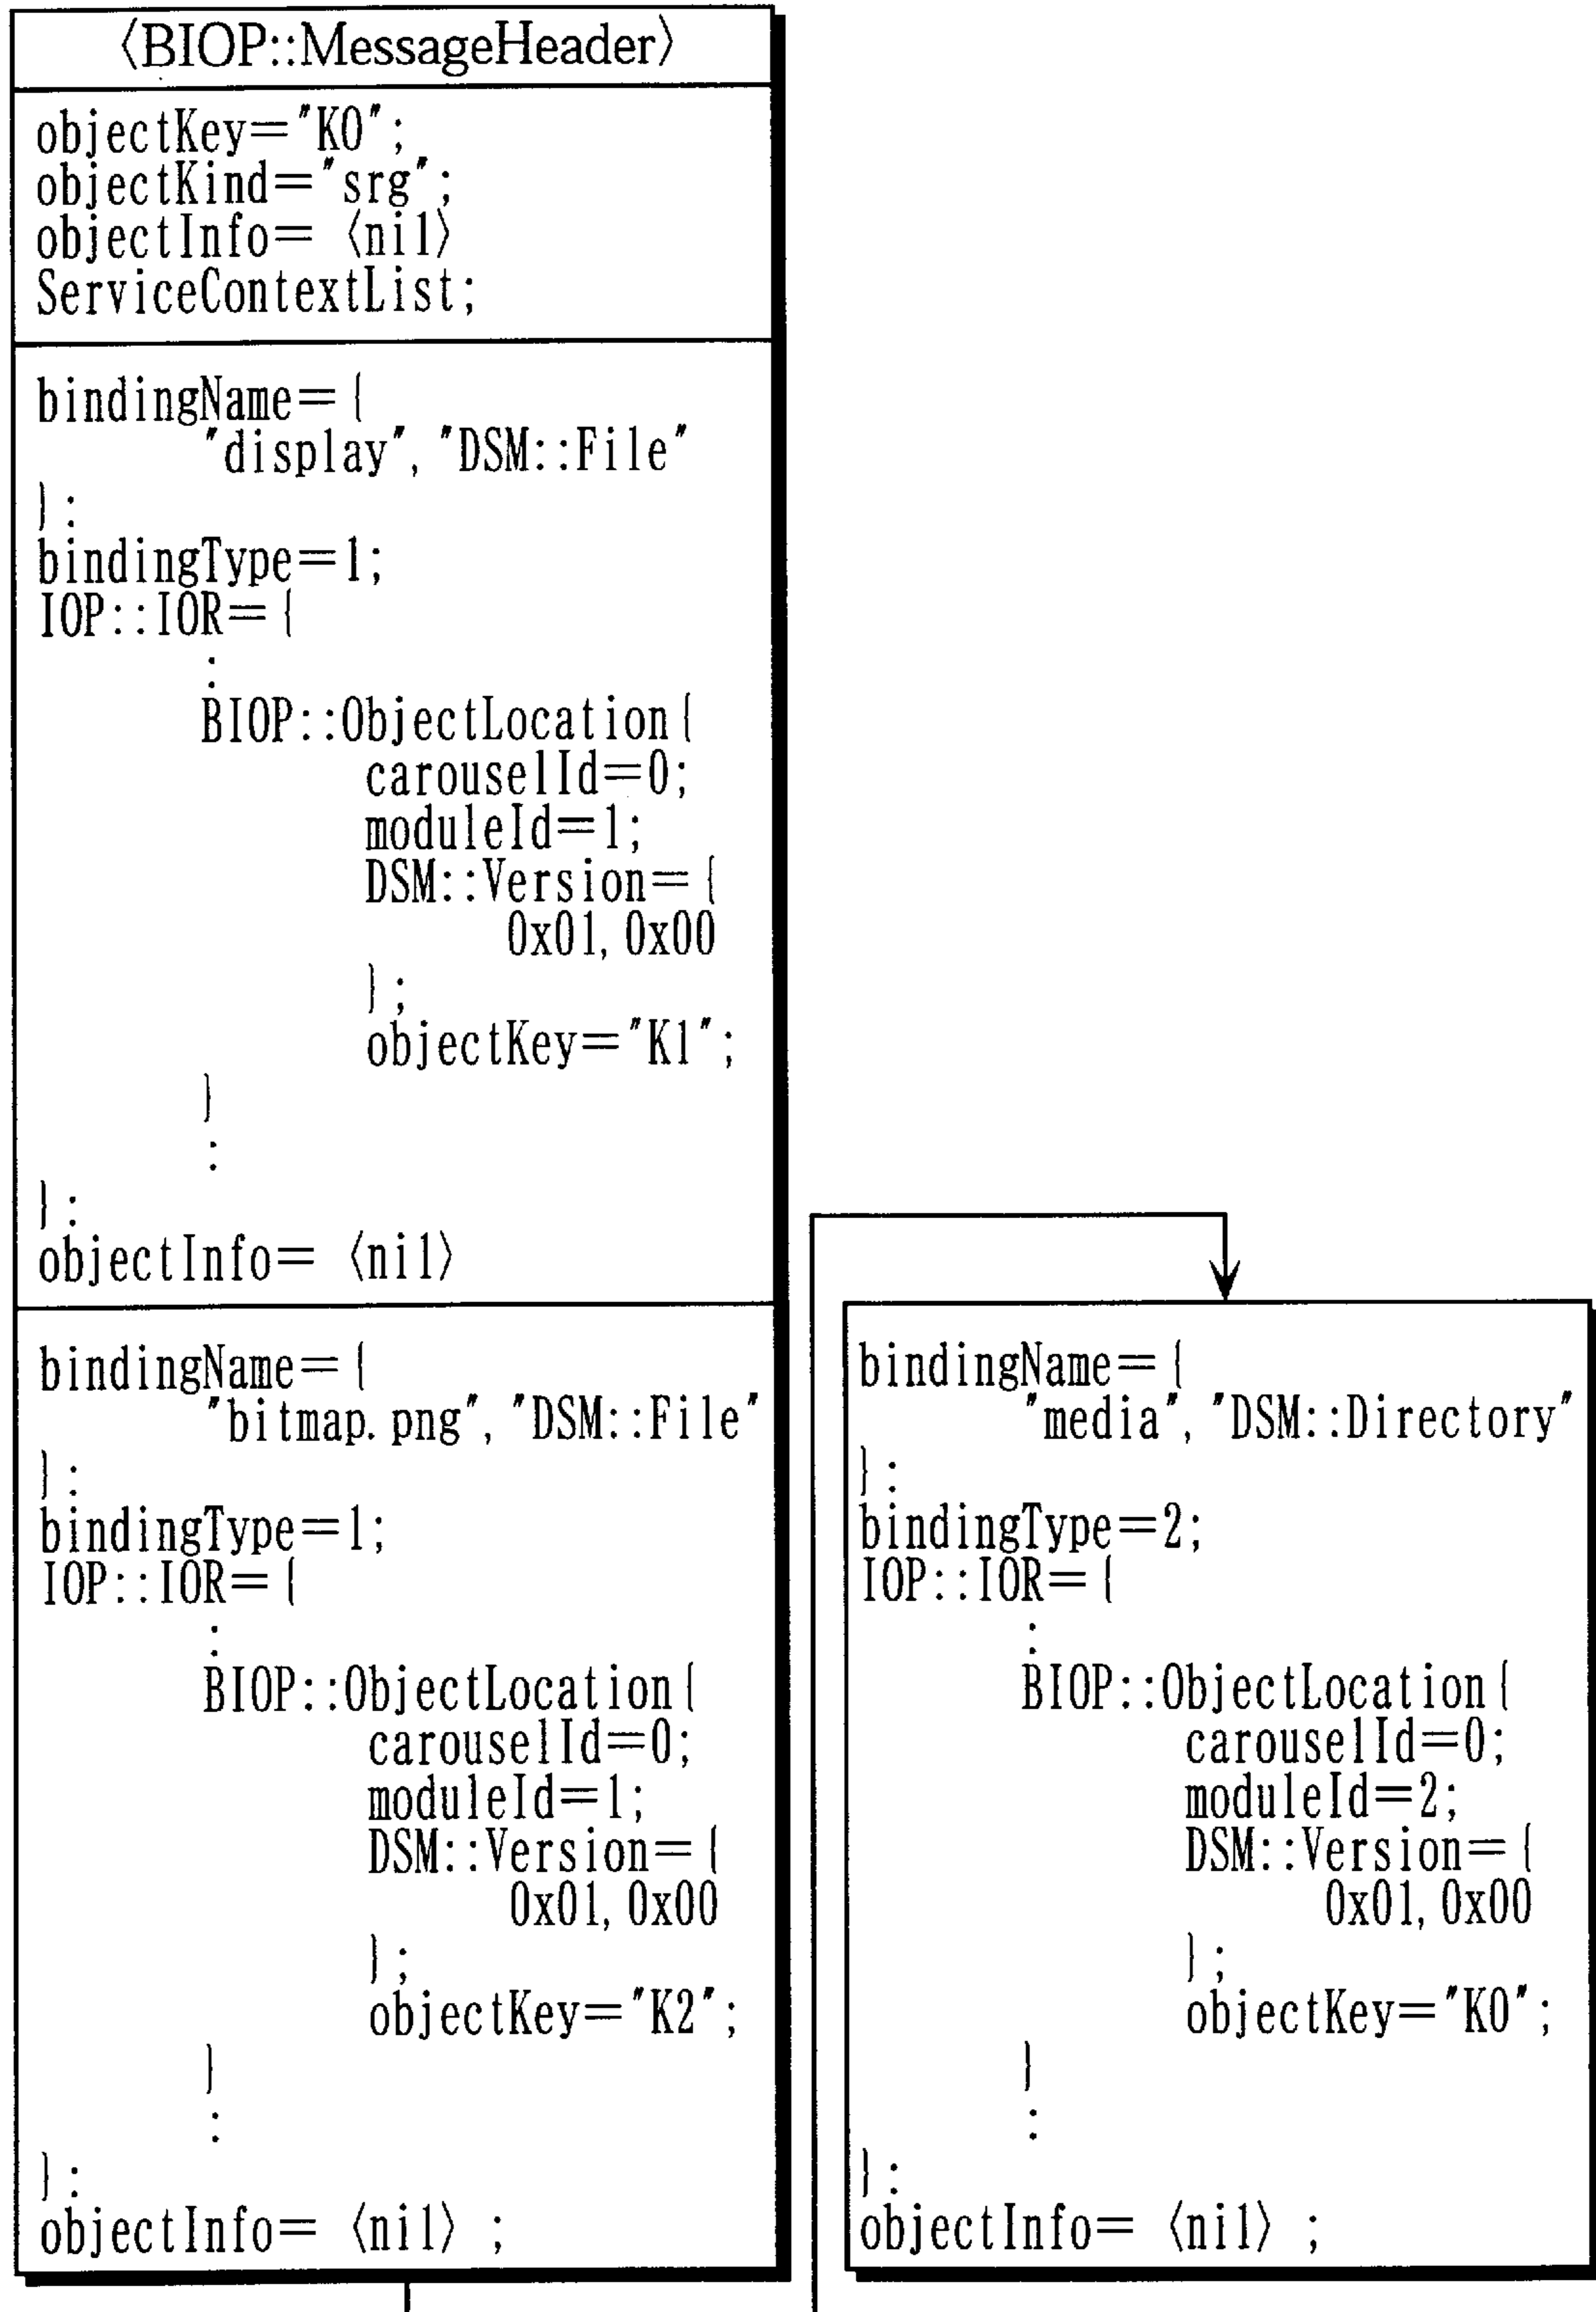 〈BIOP::MessageHeader〉
objectKey="K0";
objectKind="srg";
objectInfo= 〈nil〉
ServiceContextList;
bindingName={
"display", "DSM::File"
}:
bindingType=1;
IOP::IOR={
:
BIOP::ObjectLocation{
carouselId=0;
moduleId=1;
DSM::Version={
0x01, 0x00
};
objectKey="K1";
}
:
}:
objectInfo= 〈nil〉
bindingName={
"bitmap.png", "DSM::File"
}:
bindingType=1;
IOP::IOR={
:
BIOP::ObjectLocation{
carouselId=0;
moduleId=1;
DSM::Version={
0x01, 0x00
};
objectKey="K2";
}
:
}:
objectInfo= 〈nil〉 ;
bindingName={
"media", "DSM::Directory"
}:
bindingType=2;
IOP::IOR={
:
BIOP::ObjectLocation{
carouselId=0;
moduleId=2;
DSM::Version={
0x01, 0x00
};
objectKey="K0";
}
:
}:
objectInfo= 〈nil〉 ;